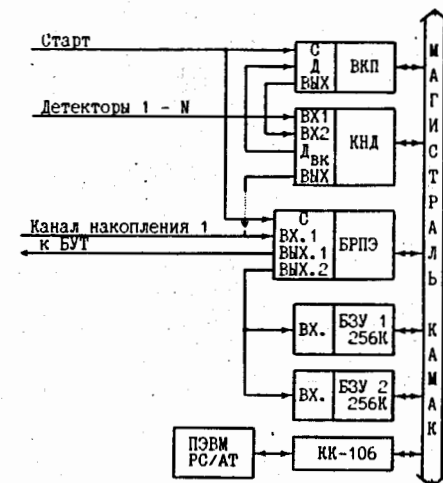 Старт
С
Д
ВЫХ
ВКП
Детекторы 1 - N
ВХ1
ВХ2
Двк
ВЫХ
КНД
Канал накопления 1
к БУТ
С
ВХ.1
ВЫХ.1
ВЫХ.2
БРПЭ
ВХ.
БЗУ 1
256К
ВХ.
БЗУ 2
256К
ПЭВМ
PC/AT
КК-106
МАГИСТРАЛЬ КАМАК